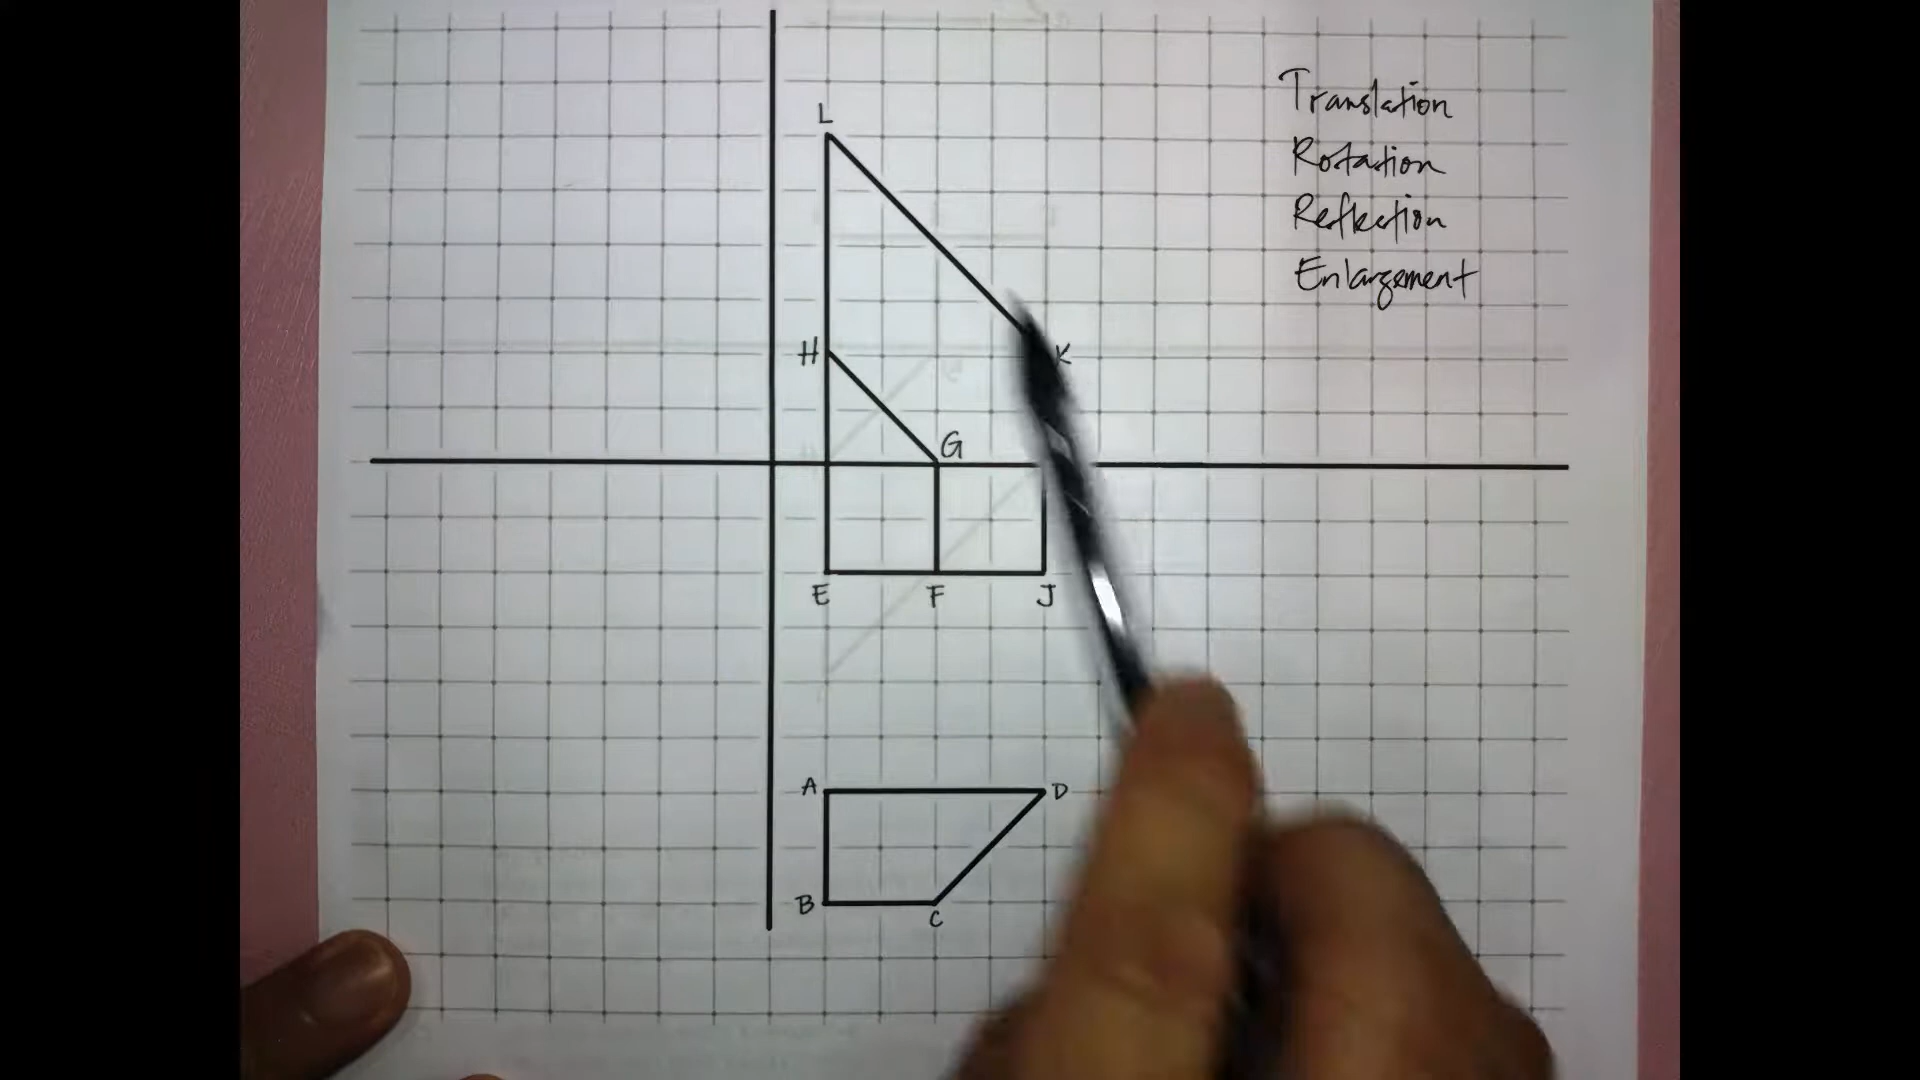 Translation
Rotation
Reflection
Enlargement
L
H
K
G
E F J
A D
B C